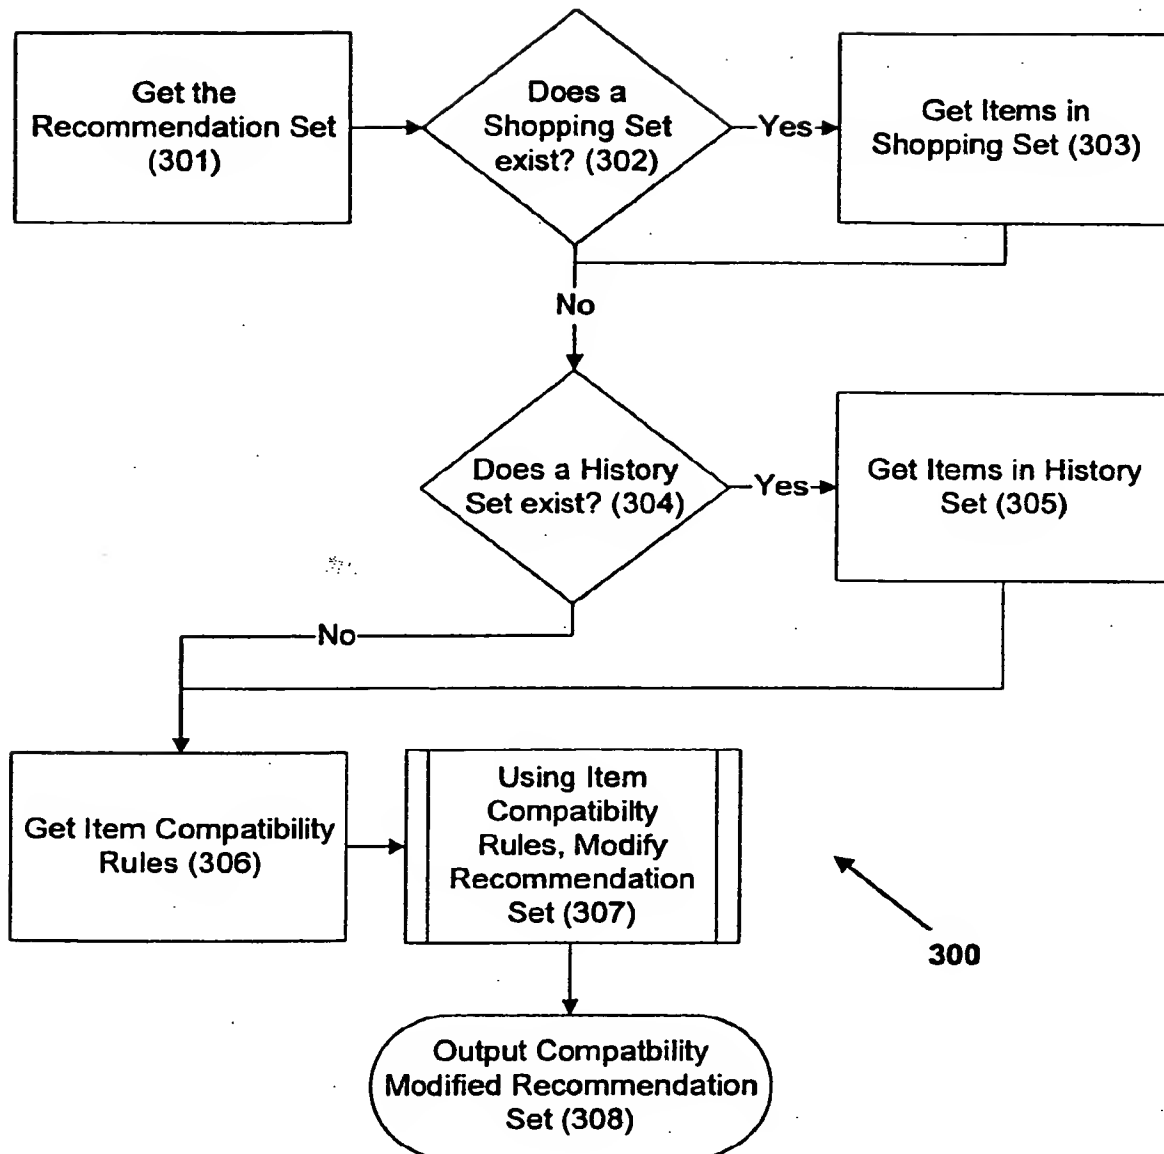 Get the
Recommendation Set
(301)
Does a
Shopping Set
exist? (302)
Yes
Get Items in
Shopping Set (303)
No
Does a History
Set exist? (304)
Yes
Get Items in History
Set (305)
No
Get Item Compatibility
Rules (306)
Using Item
Compatibilty
Rules, Modify
Recommendation
Set (307)
300
Output Compatbility
Modified Recommendation
Set (308)